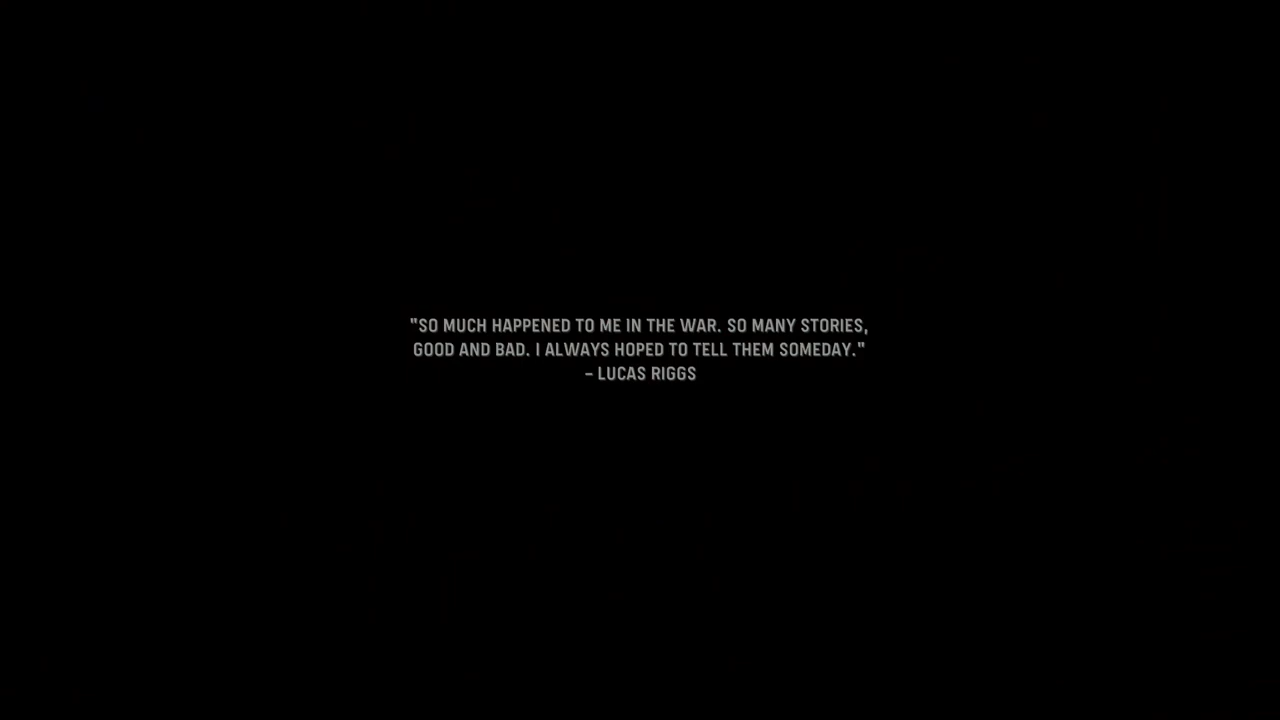 "SO MUCH HAPPENED TO ME IN THE WAR. SO MANY STORIES,
GOOD AND BAD. I ALWAYS HOPED TO TELL THEM SOMEDAY."
– LUCAS RIGGS